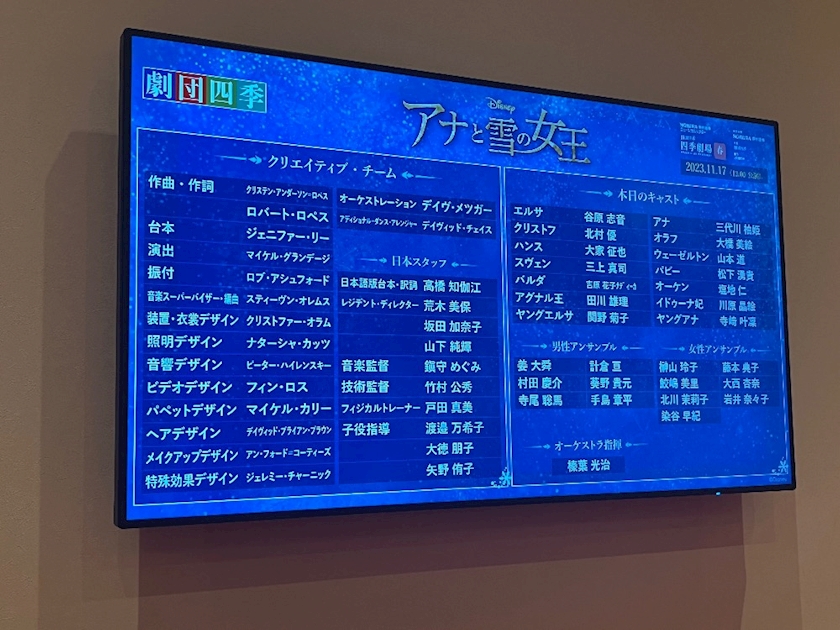 劇団四季
Disney
アナと雪の女王
四季劇場 春
2023.11.17
クリエイティブ・チーム
作曲・作詞 クリステン・アンダーソン=ロペス
ロバート・ロペス
台本 ジェニファー・リー
演出 マイケル・グランデージ
振付 ロブ・アシュフォード
音楽スーパーバイザー・編曲 スティーヴン・オレムス
装置・衣裳デザイン クリストファー・オラム
照明デザイン ナターシャ・カッツ
音響デザイン ピーター・ハイレンスキー
ビデオデザイン フィン・ロス
パペットデザイン マイケル・カリー
ヘアデザイン デイヴィッド・ブライアン・ブラウン
メイクアップデザイン アン・フォード=コーティーズ
特殊効果デザイン ジェレミー・チャーニック
オーケストレーション デイヴ・メツガー
アディショナル・ダンス・アレンジャー デイヴィッド・チェイス
日本スタッフ
日本語版台本・訳詞 高橋 知伽江
レジデント・ディレクター 荒木 美保
坂田 加奈子
山下 純輝
音楽監督 鎮守 めぐみ
技術監督 竹村 公秀
フィジカルトレーナー 戸田 真美
子役指導 渡邉 万希子
大徳 朋子
矢野 侑子
本日のキャスト
エルサ 谷原 志音
クリストフ 北村 優
ハンス 大家 征也
スヴェン 三上 真司
バルダ 吉原 花子
アグナル王 田川 雄理
ヤングエルサ 関野 菊子
アナ 三代川 柚姫
オラフ 大橋 美絵
ウェーゼルトン 山本 道
パビー 松下 湧貴
オーケン 塩地 仁
イドゥーナ妃 川原 晶絵
ヤングアナ 寺﨑 叶凛
男性アンサンブル
姜 大舜 計倉 亘
村田 慶介 葵野 貴元
寺尾 聡馬 手島 章平
女性アンサンブル
榊山 玲子 藤本 典子
鮫嶋 美里 大西 杏奈
北川 茉莉子 岩井 奈々子
染谷 早紀
オーケストラ指揮
榛葉 光治